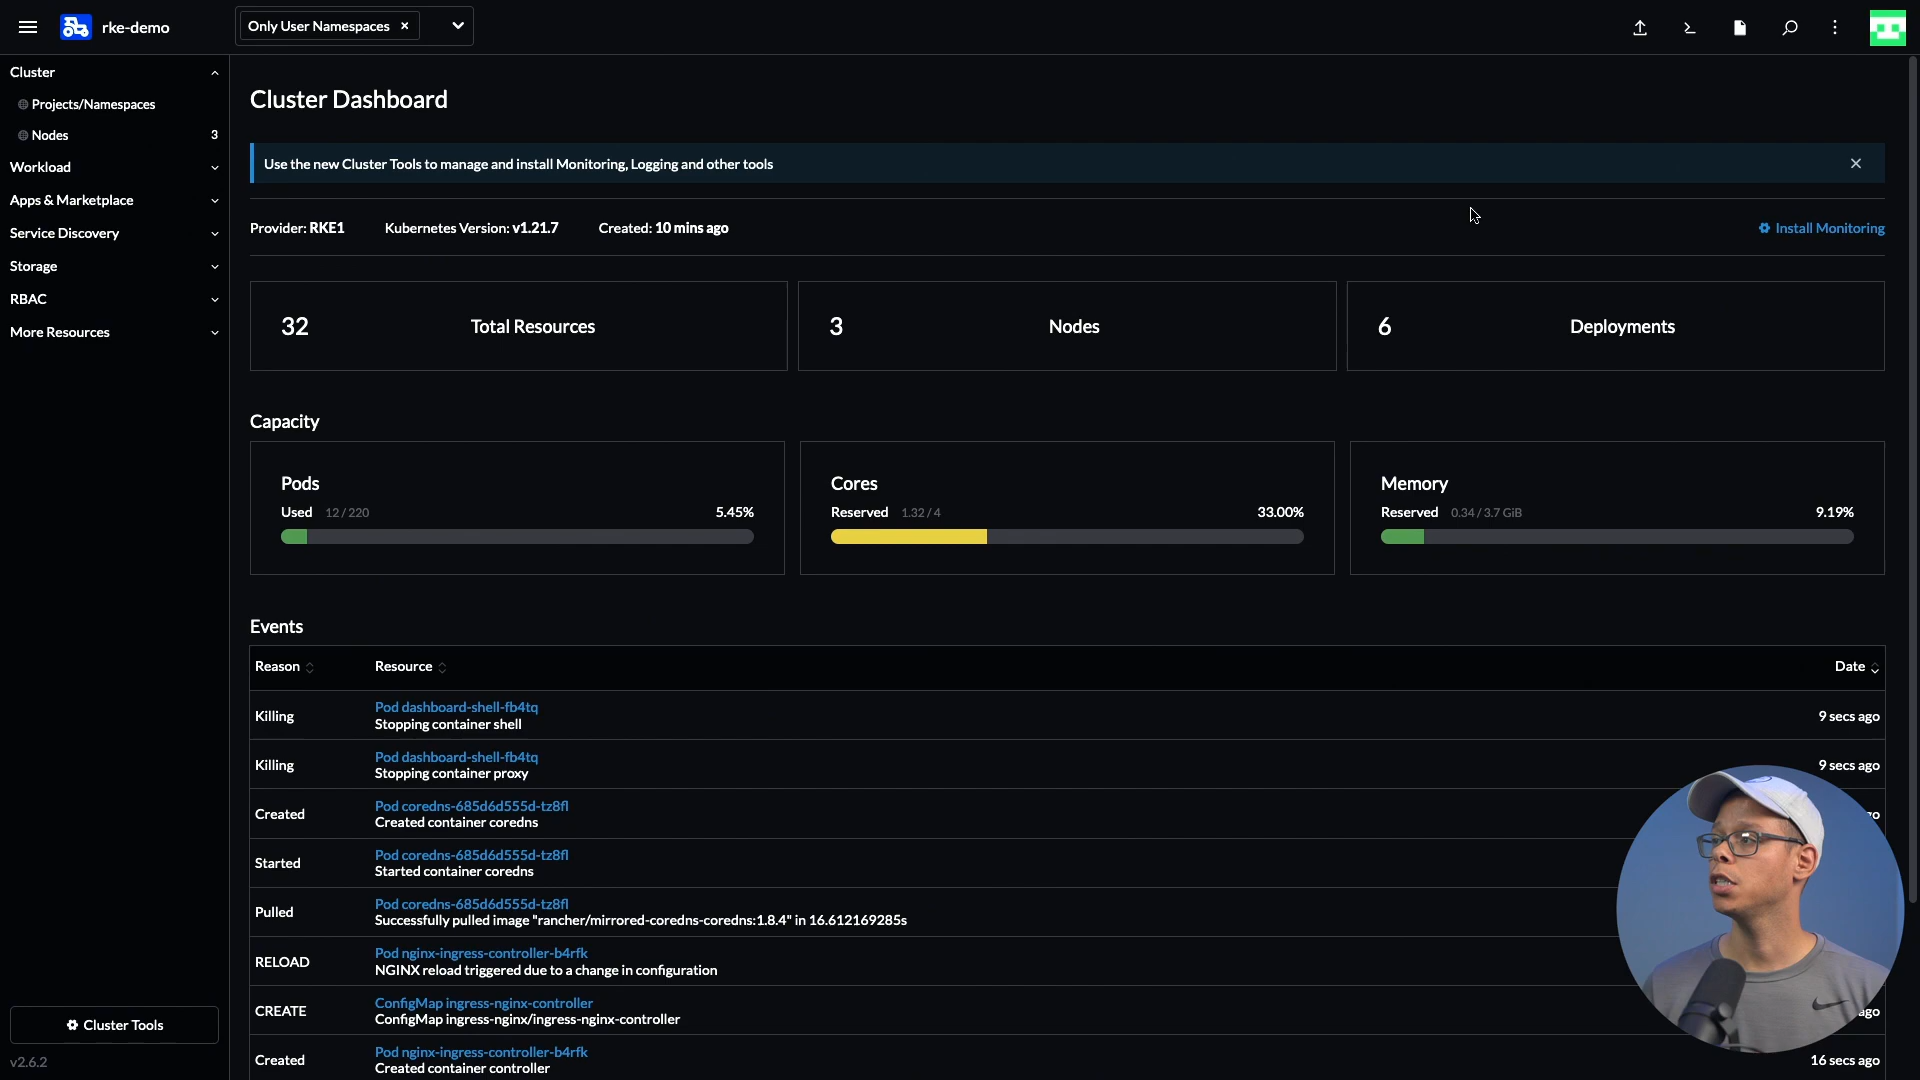 rke-demo
Only User Namespaces
Cluster
Projects/Namespaces
Nodes 3
Workload
Apps & Marketplace
Service Discovery
Storage
RBAC
More Resources
Cluster Tools
v2.6.2
Cluster Dashboard
Use the new Cluster Tools to manage and install Monitoring, Logging and other tools
Provider: RKE1 Kubernetes Version: v1.21.7 Created: 10 mins ago Install Monitoring
32 Total Resources 3 Nodes 6 Deployments
Capacity
Pods
Used 12 / 220 5.45%
Cores
Reserved 1.32 / 4 33.00%
Memory
Reserved 0.34 / 3.7 GiB 9.19%
Events
Reason Resource Date
Killing Pod dashboard-shell-fb4tq
Stopping container shell 9 secs ago
Killing Pod dashboard-shell-fb4tq
Stopping container proxy 9 secs ago
Created Pod coredns-685d6d555d-tz8fl
Created container coredns
Started Pod coredns-685d6d555d-tz8fl
Started container coredns
Pulled Pod coredns-685d6d555d-tz8fl
Successfully pulled image "rancher/mirrored-coredns-coredns:1.8.4" in 16.612169285s
RELOAD Pod nginx-ingress-controller-b4rfk
NGINX reload triggered due to a change in configuration
CREATE ConfigMap ingress-nginx-controller
ConfigMap ingress-nginx/ingress-nginx-controller
Created Pod nginx-ingress-controller-b4rfk
Created container controller 16 secs ago